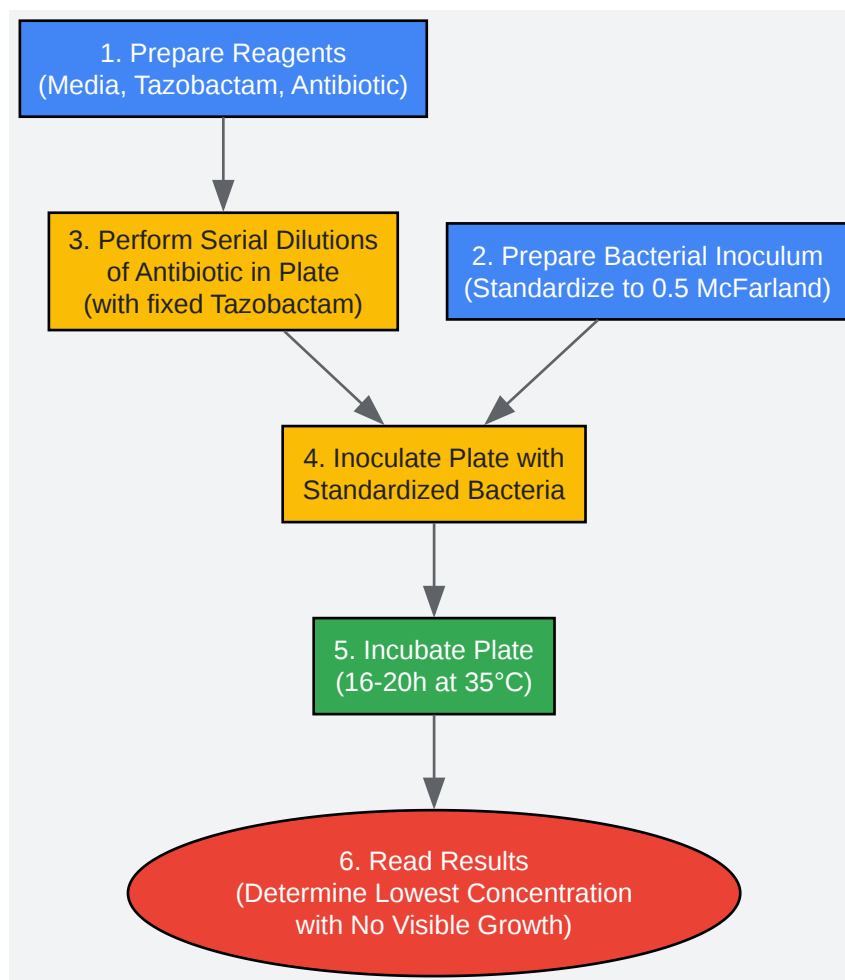 1. Prepare Reagents
(Media, Tazobactam, Antibiotic)
3. Perform Serial Dilutions
of Antibiotic in Plate
(with fixed Tazobactam)
2. Prepare Bacterial Inoculum
(Standardize to 0.5 McFarland)
4. Inoculate Plate with
Standardized Bacteria
5. Incubate Plate
(16-20h at 35°C)
6. Read Results
(Determine Lowest Concentration
with No Visible Growth)